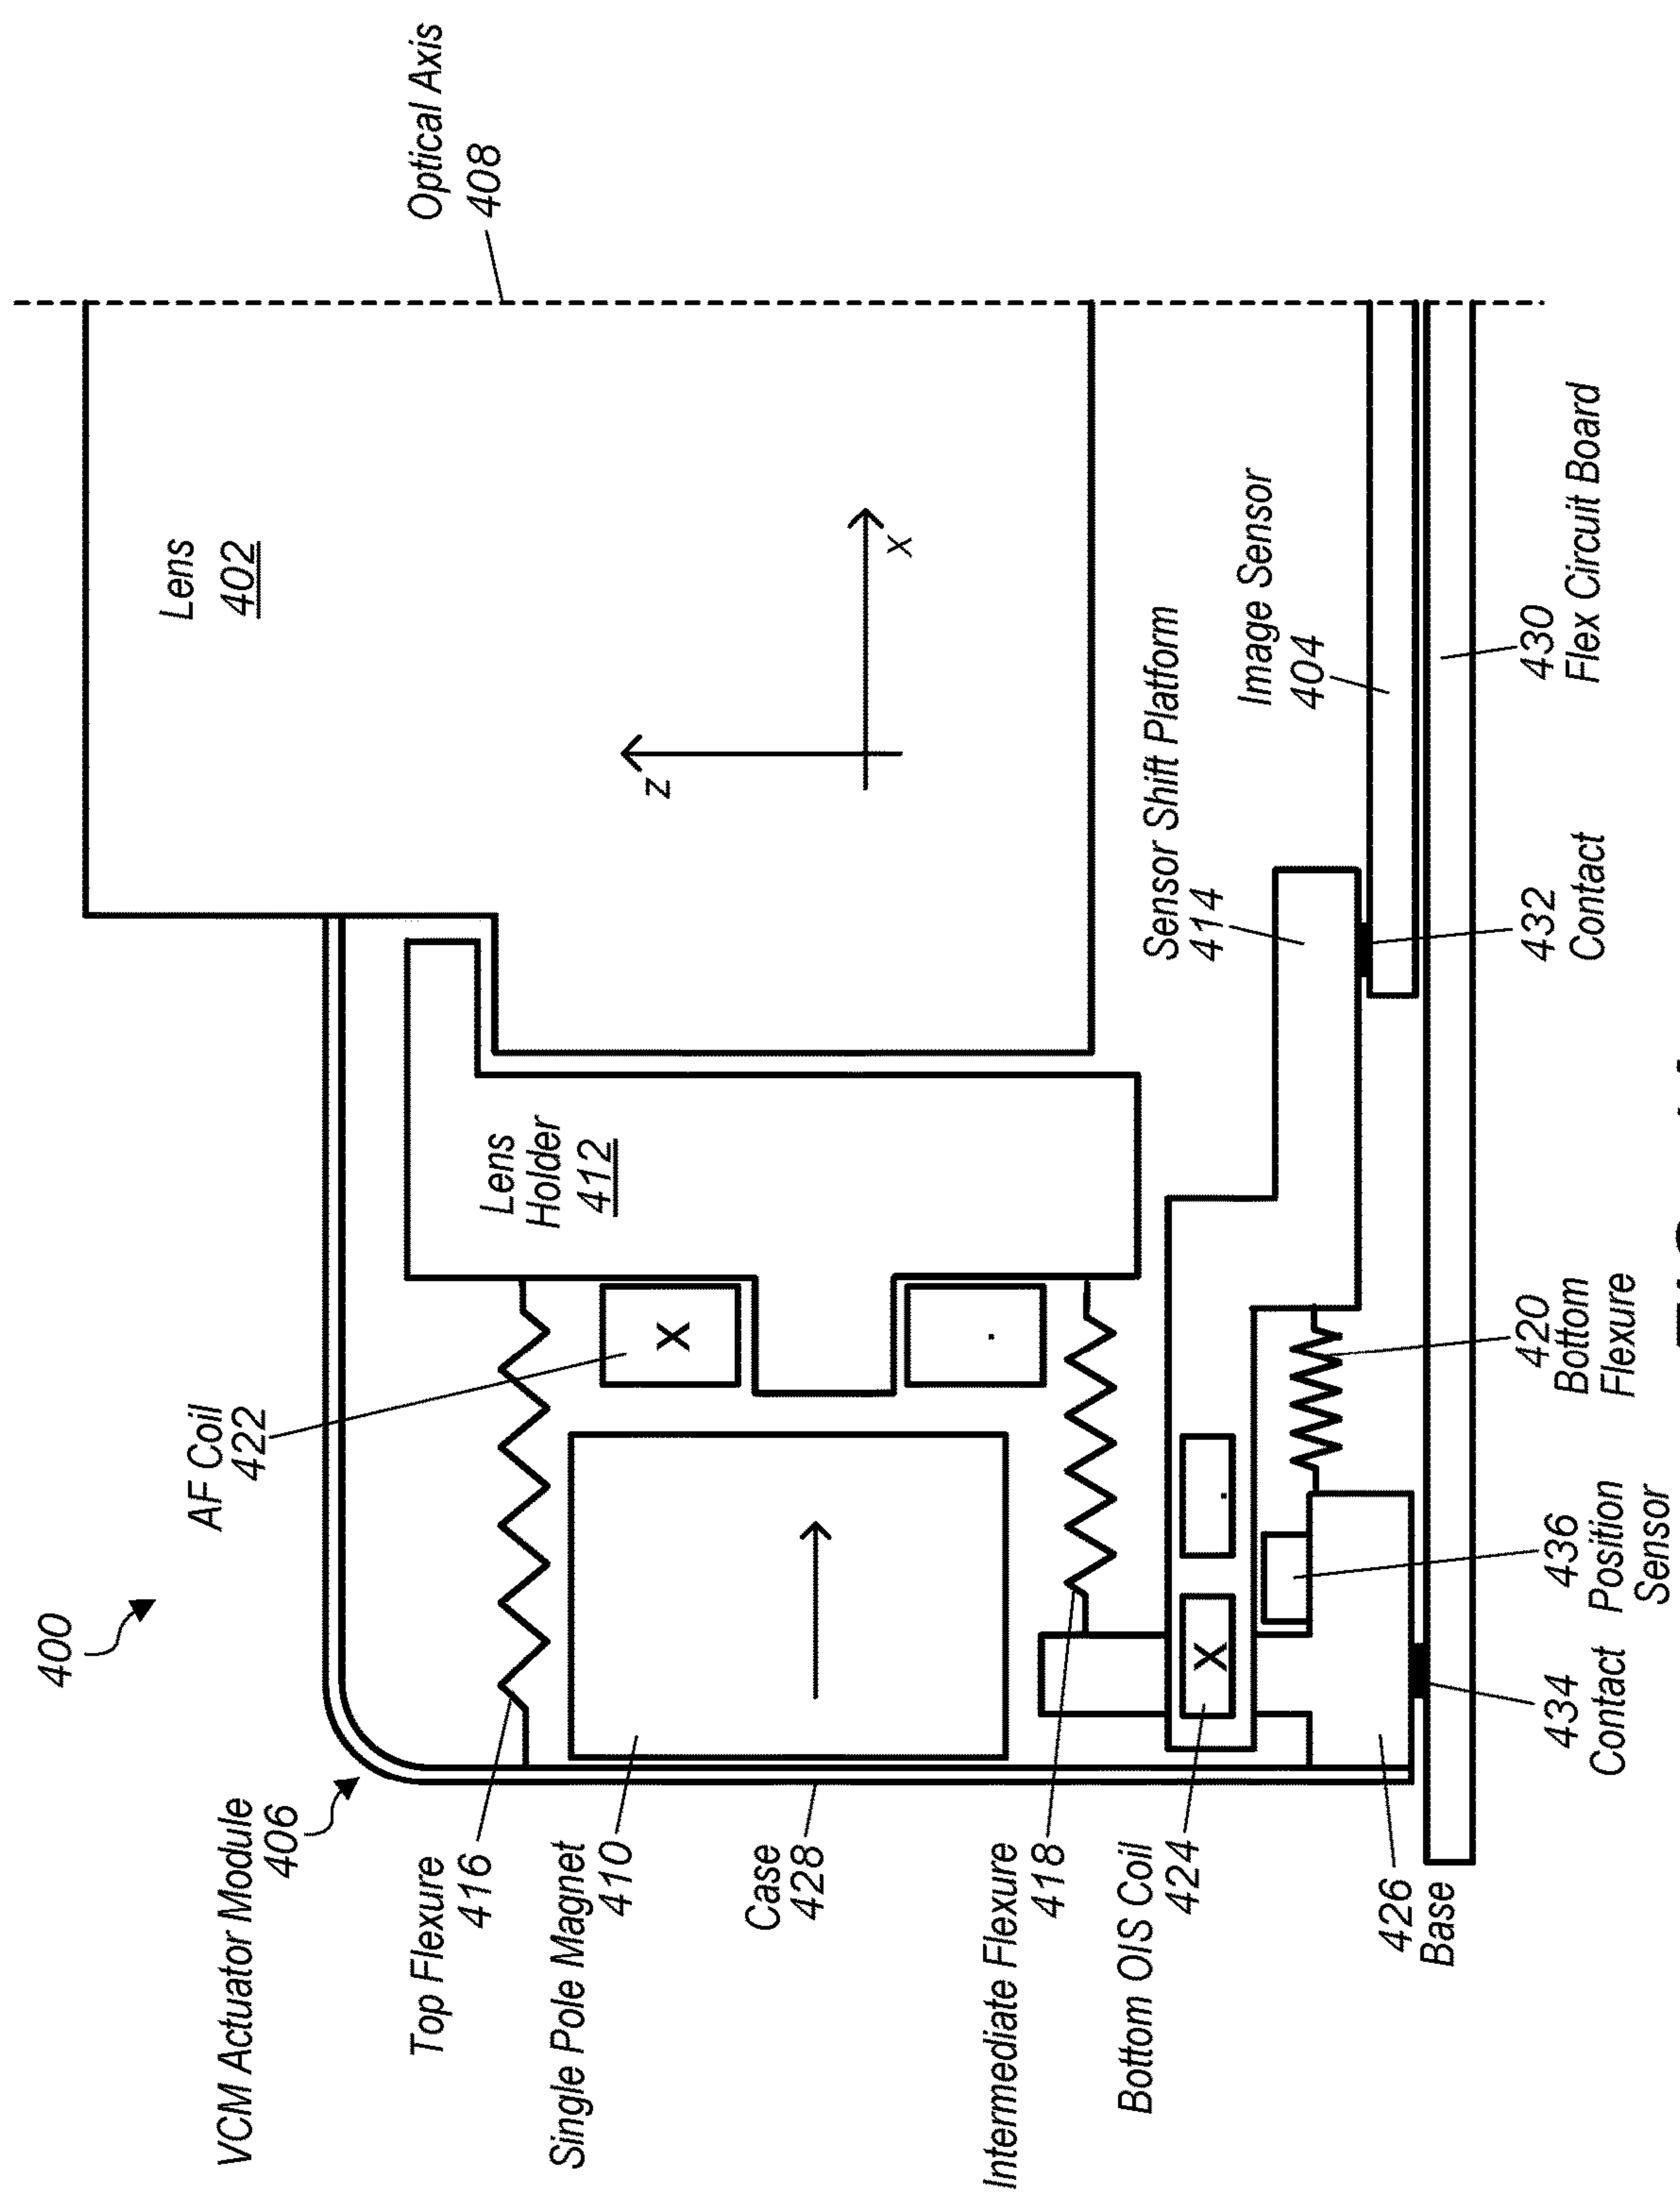 400
VCM Actuator Module
406
Top Flexure
416
Single Pole Magnet
410
Case
428
Intermediate Flexure
418
Bottom OIS Coil
424
426
Base
AF Coil
422
X
.
X
.
Lens
Holder
412
Lens
402
z
x
Optical Axis
408
Sensor Shift Platform
414
Image Sensor
404
434
Contact
436
Position
Sensor
420
Bottom
Flexure
432
Contact
430
Flex Circuit Board